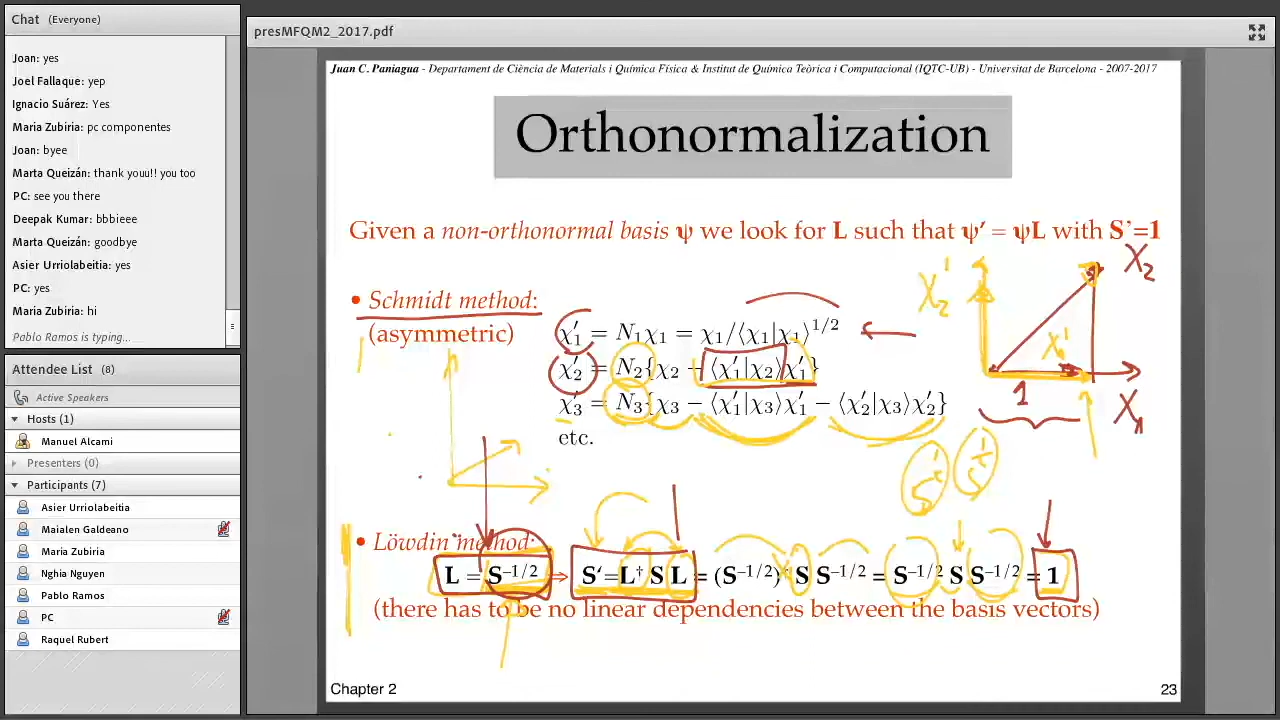 Chat (Everyone)
Joan: yes
Joel Fallaque: yep
Ignacio Suárez: Yes
Maria Zubiria: pc componentes
Joan: byee
Marta Queizán: thank youu!! you too
PC: see you there
Deepak Kumar: bbbieee
Marta Queizán: goodbye
Asier Urriolabeitia: yes
PC: yes
Maria Zubiria: hi
Pablo Ramos is typing...
Attendee List (8)
Active Speakers
Hosts (1)
Manuel Alcami
Presenters (0)
Participants (7)
Asier Urriolabeitia
Maialen Galdeano
Maria Zubiria
Nghia Nguyen
Pablo Ramos
PC
Raquel Rubert
presMFQM2_2017.pdf
Juan C. Paniagua - Departament de Ciència de Materials i Química Física & Institut de Química Teòrica i Computacional (IQTC-UB) - Universitat de Barcelona - 2007-2017
Orthonormalization
Given a non-orthonormal basis ψ we look for L such that ψ′ = ψL with S'=1
• Schmidt method:
(asymmetric)
χ′₁ = N₁χ₁ = χ₁/⟨χ₁|χ₁⟩^1/2
χ′₂ = N₂{χ₂ − ⟨χ′₁|χ₂⟩χ′₁}
χ′₃ = N₃{χ₃ − ⟨χ′₁|χ₃⟩χ′₁ − ⟨χ′₂|χ₃⟩χ′₂}
etc.
χ₂
χ₂'
χ₁'
1
χ₁
• Löwdin method:
L = S⁻¹/² ⇒ S'=L† S L = (S⁻¹/²)† S S⁻¹/² = S⁻¹/² S S⁻¹/² = 1
(there has to be no linear dependencies between the basis vectors)
Chapter 2
23